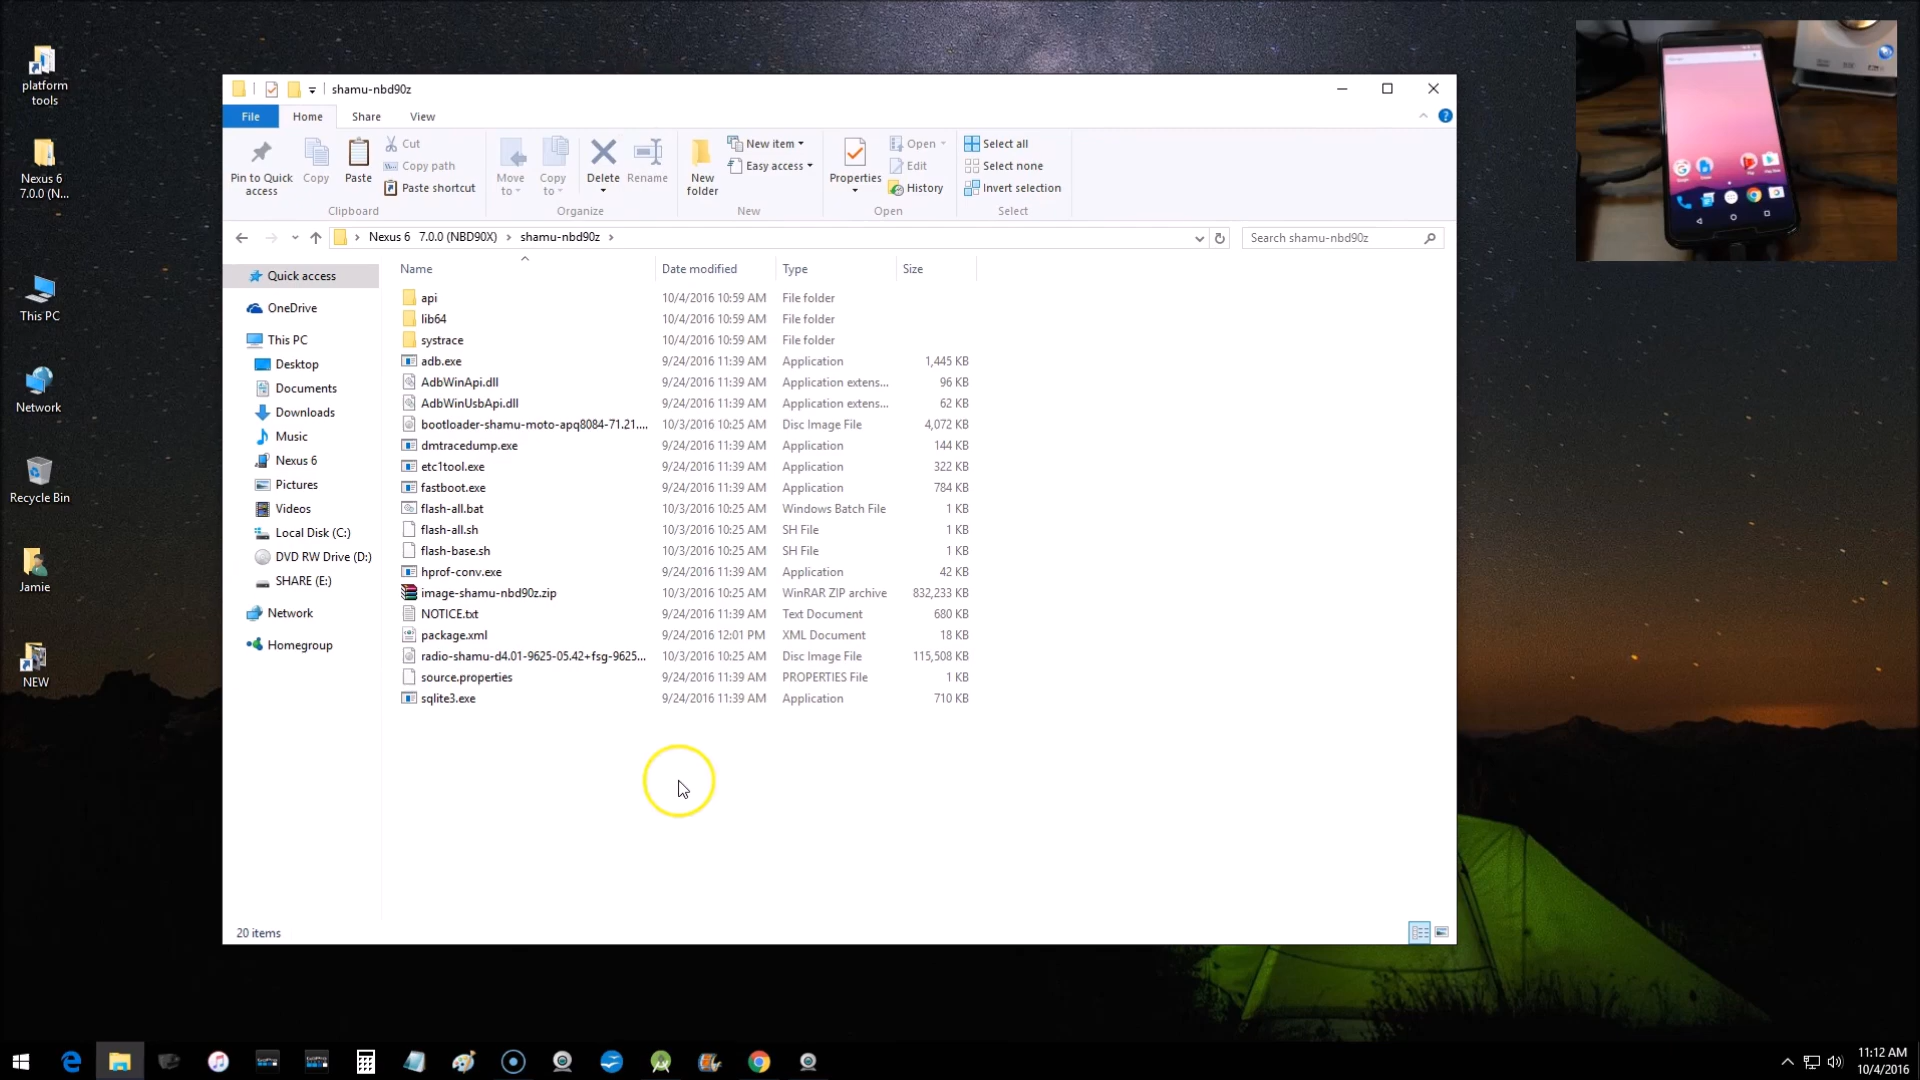 platform
tools
Nexus 6
7.0.0 (N...
This PC
Network
Recycle Bin
Jamie
NEW
shamu-nbd90z
File
Home
Share
View
Pin to Quick
access
Copy
Paste
Cut
Copy path
Paste shortcut
Clipboard
Move
to
Copy
to
Delete
Rename
Organize
New
folder
New item
Easy access
New
Properties
Open
Edit
History
Open
Select all
Select none
Invert selection
Select
Nexus 6 7.0.0 (NBD90X)
shamu-nbd90z
Search shamu-nbd90z
Quick access
OneDrive
This PC
Desktop
Documents
Downloads
Music
Nexus 6
Pictures
Videos
Local Disk (C:)
DVD RW Drive (D:)
SHARE (E:)
Network
Homegroup
Name Date modified Type Size
api 10/4/2016 10:59 AM File folder
lib64 10/4/2016 10:59 AM File folder
systrace 10/4/2016 10:59 AM File folder
adb.exe 9/24/2016 11:39 AM Application 1,445 KB
AdbWinApi.dll 9/24/2016 11:39 AM Application extens... 96 KB
AdbWinUsbApi.dll 9/24/2016 11:39 AM Application extens... 62 KB
bootloader-shamu-moto-apq8084-71.21.... 10/3/2016 10:25 AM Disc Image File 4,072 KB
dmtracedump.exe 9/24/2016 11:39 AM Application 144 KB
etc1tool.exe 9/24/2016 11:39 AM Application 322 KB
fastboot.exe 9/24/2016 11:39 AM Application 784 KB
flash-all.bat 10/3/2016 10:25 AM Windows Batch File 1 KB
flash-all.sh 10/3/2016 10:25 AM SH File 1 KB
flash-base.sh 10/3/2016 10:25 AM SH File 1 KB
hprof-conv.exe 9/24/2016 11:39 AM Application 42 KB
image-shamu-nbd90z.zip 10/3/2016 10:25 AM WinRAR ZIP archive 832,233 KB
NOTICE.txt 9/24/2016 11:39 AM Text Document 680 KB
package.xml 9/24/2016 12:01 PM XML Document 18 KB
radio-shamu-d4.01-9625-05.42+fsg-9625... 10/3/2016 10:25 AM Disc Image File 115,508 KB
source.properties 9/24/2016 11:39 AM PROPERTIES File 1 KB
sqlite3.exe 9/24/2016 11:39 AM Application 710 KB
20 items
11:12 AM
10/4/2016